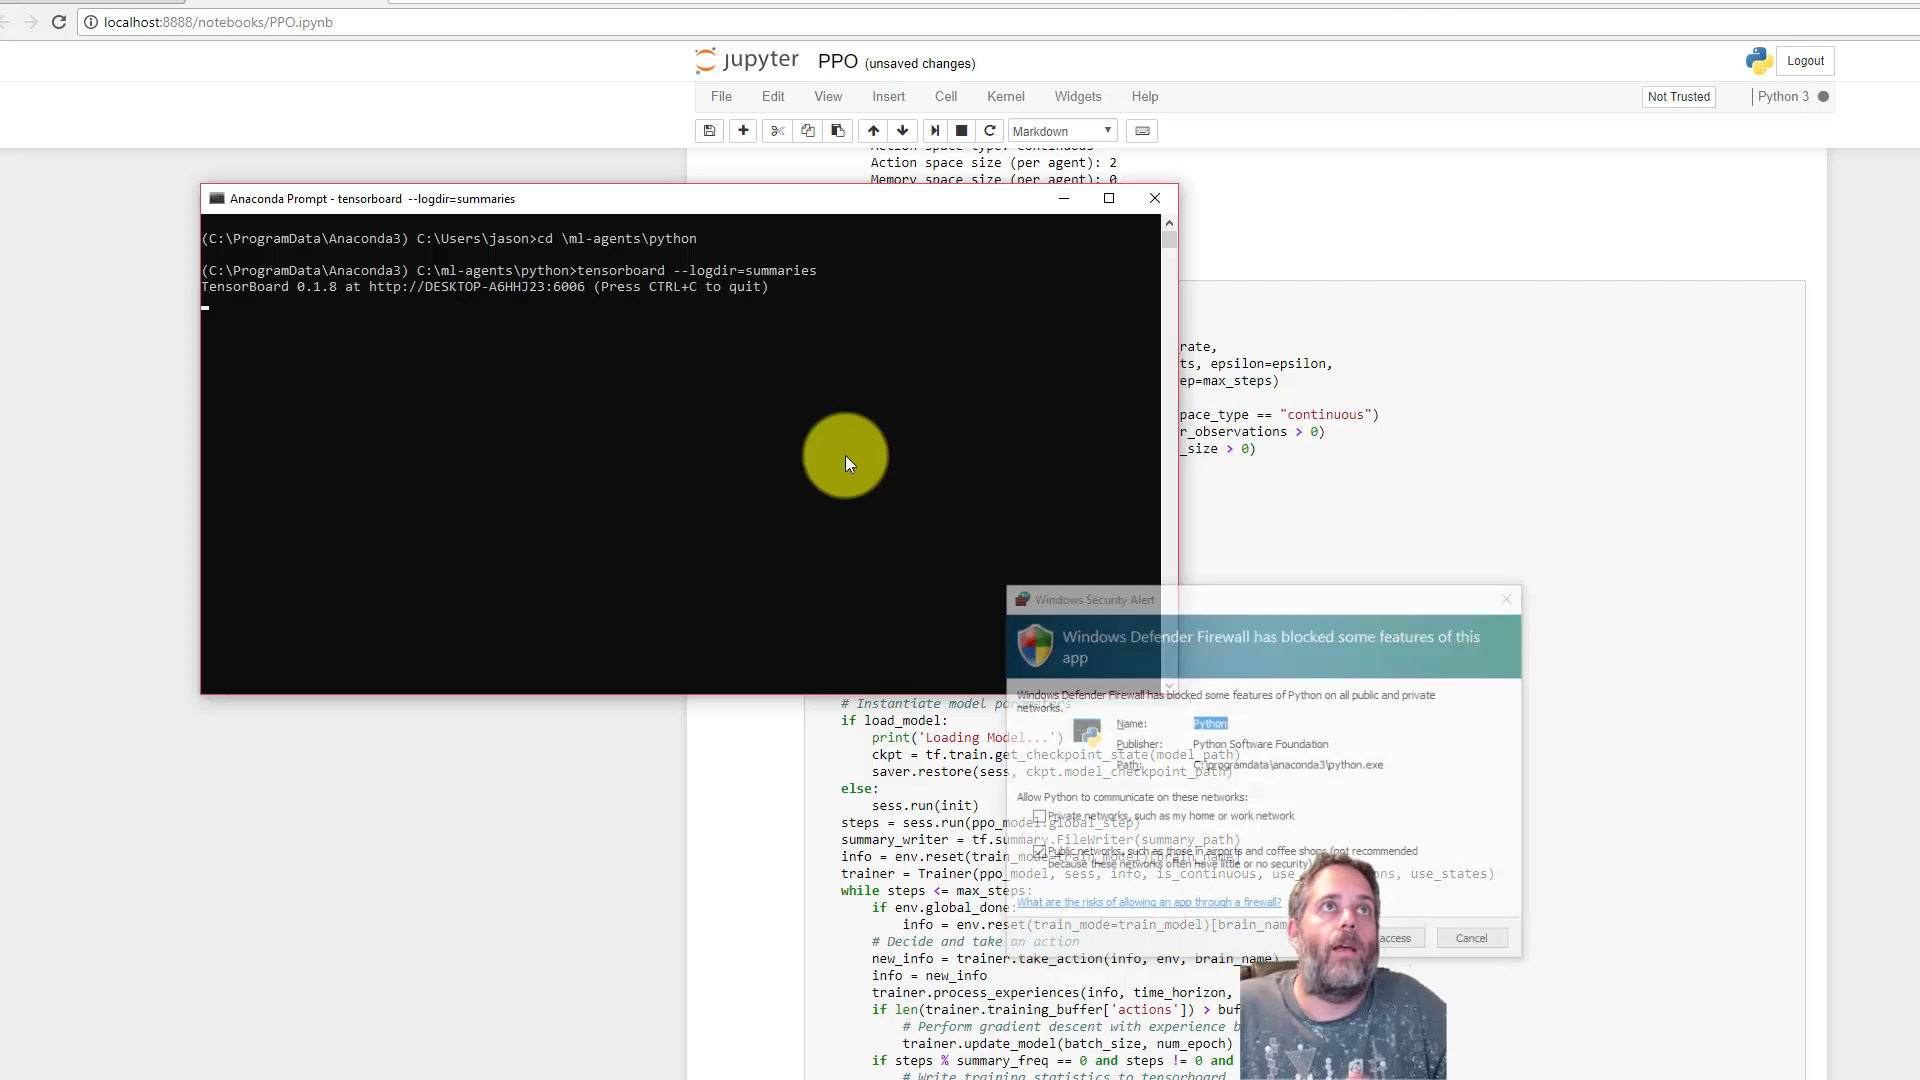 localhost:8888/notebooks/PPO.ipynb
jupyter PPO (unsaved changes)
Logout
File Edit View Insert Cell Kernel Widgets Help
Not Trusted
Python 3
Markdown
Action space type: continuous
Action space size (per agent): 2
Memory space size (per agent): 0
Anaconda Prompt - tensorboard --logdir=summaries
(C:\ProgramData\Anaconda3) C:\Users\jason>cd \ml-agents\python
(C:\ProgramData\Anaconda3) C:\ml-agents\python>tensorboard --logdir=summaries
TensorBoard 0.1.8 at http://DESKTOP-A6HHJ23:6006 (Press CTRL+C to quit)
rate,
ts, epsilon=epsilon,
ep=max_steps)
pace_type == "continuous")
r_observations > 0)
_size > 0)
Windows Security Alert
Windows Defender Firewall has blocked some features of this
app
Windows Defender Firewall has blocked some features of Python on all public and private
networks.
Name: Python
Publisher: Python Software Foundation
Path: C:\programdata\anaconda3\python.exe
Allow Python to communicate on these networks:
Private networks, such as my home or work network
Public networks, such as those in airports and coffee shops (not recommended
because these networks often have little or no security)
What are the risks of allowing an app through a firewall?
access
Cancel
# Instantiate model parameters
if load_model:
print('Loading Model...')
ckpt = tf.train.get_checkpoint_state(model_path)
saver.restore(sess, ckpt.model_checkpoint_path)
else:
sess.run(init)
steps = sess.run(ppo_model.global_step)
summary_writer = tf.summary.FileWriter(summary_path)
info = env.reset(train_mode=train_model)[brain_name]
trainer = Trainer(ppo_model, sess, info, is_continuous, use_ ons, use_states)
while steps <= max_steps:
if env.global_done:
info = env.reset(train_mode=train_model)[brain_nam
# Decide and take an action
new_info = trainer.take_action(info, env, brain_name)
info = new_info
trainer.process_experiences(info, time_horizon,
if len(trainer.training_buffer['actions']) > buf
# Perform gradient descent with experience b
trainer.update_model(batch_size, num_epoch)
if steps % summary_freq == 0 and steps != 0 and
# Write training statistics to tensorboard